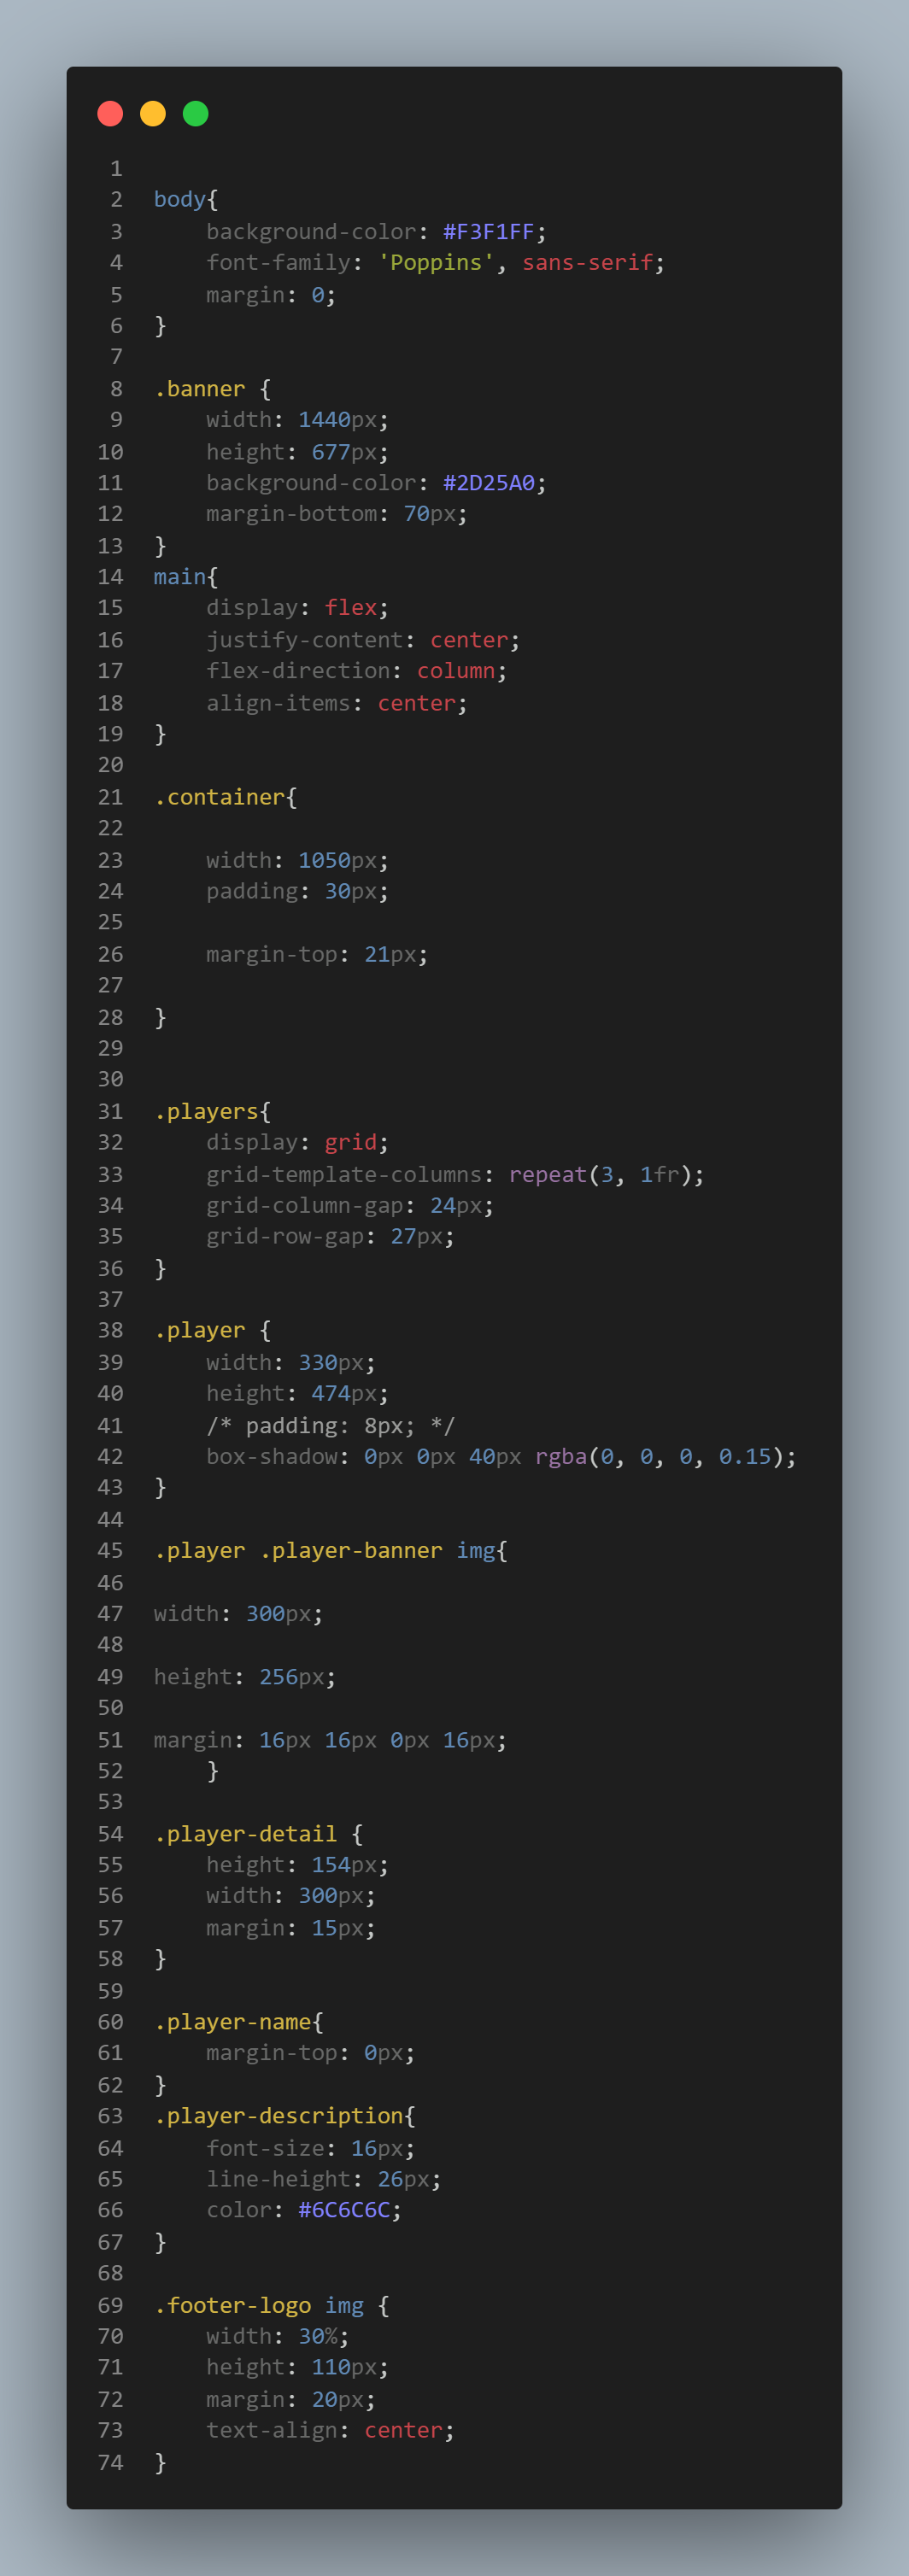 1
2 body{
3     background-color: #F3F1FF;
4     font-family: 'Poppins', sans-serif;
5     margin: 0;
6 }
7
8 .banner {
9     width: 1440px;
10     height: 677px;
11     background-color: #2D25A0;
12     margin-bottom: 70px;
13 }
14 main{
15     display: flex;
16     justify-content: center;
17     flex-direction: column;
18     align-items: center;
19 }
20
21 .container{
22
23     width: 1050px;
24     padding: 30px;
25
26     margin-top: 21px;
27
28 }
29
30
31 .players{
32     display: grid;
33     grid-template-columns: repeat(3, 1fr);
34     grid-column-gap: 24px;
35     grid-row-gap: 27px;
36 }
37
38 .player {
39     width: 330px;
40     height: 474px;
41     /* padding: 8px; */
42     box-shadow: 0px 0px 40px rgba(0, 0, 0, 0.15);
43 }
44
45 .player .player-banner img{
46
47 width: 300px;
48
49 height: 256px;
50
51 margin: 16px 16px 0px 16px;
52     }
53
54 .player-detail {
55     height: 154px;
56     width: 300px;
57     margin: 15px;
58 }
59
60 .player-name{
61     margin-top: 0px;
62 }
63 .player-description{
64     font-size: 16px;
65     line-height: 26px;
66     color: #6C6C6C;
67 }
68
69 .footer-logo img {
70     width: 30%;
71     height: 110px;
72     margin: 20px;
73     text-align: center;
74 }